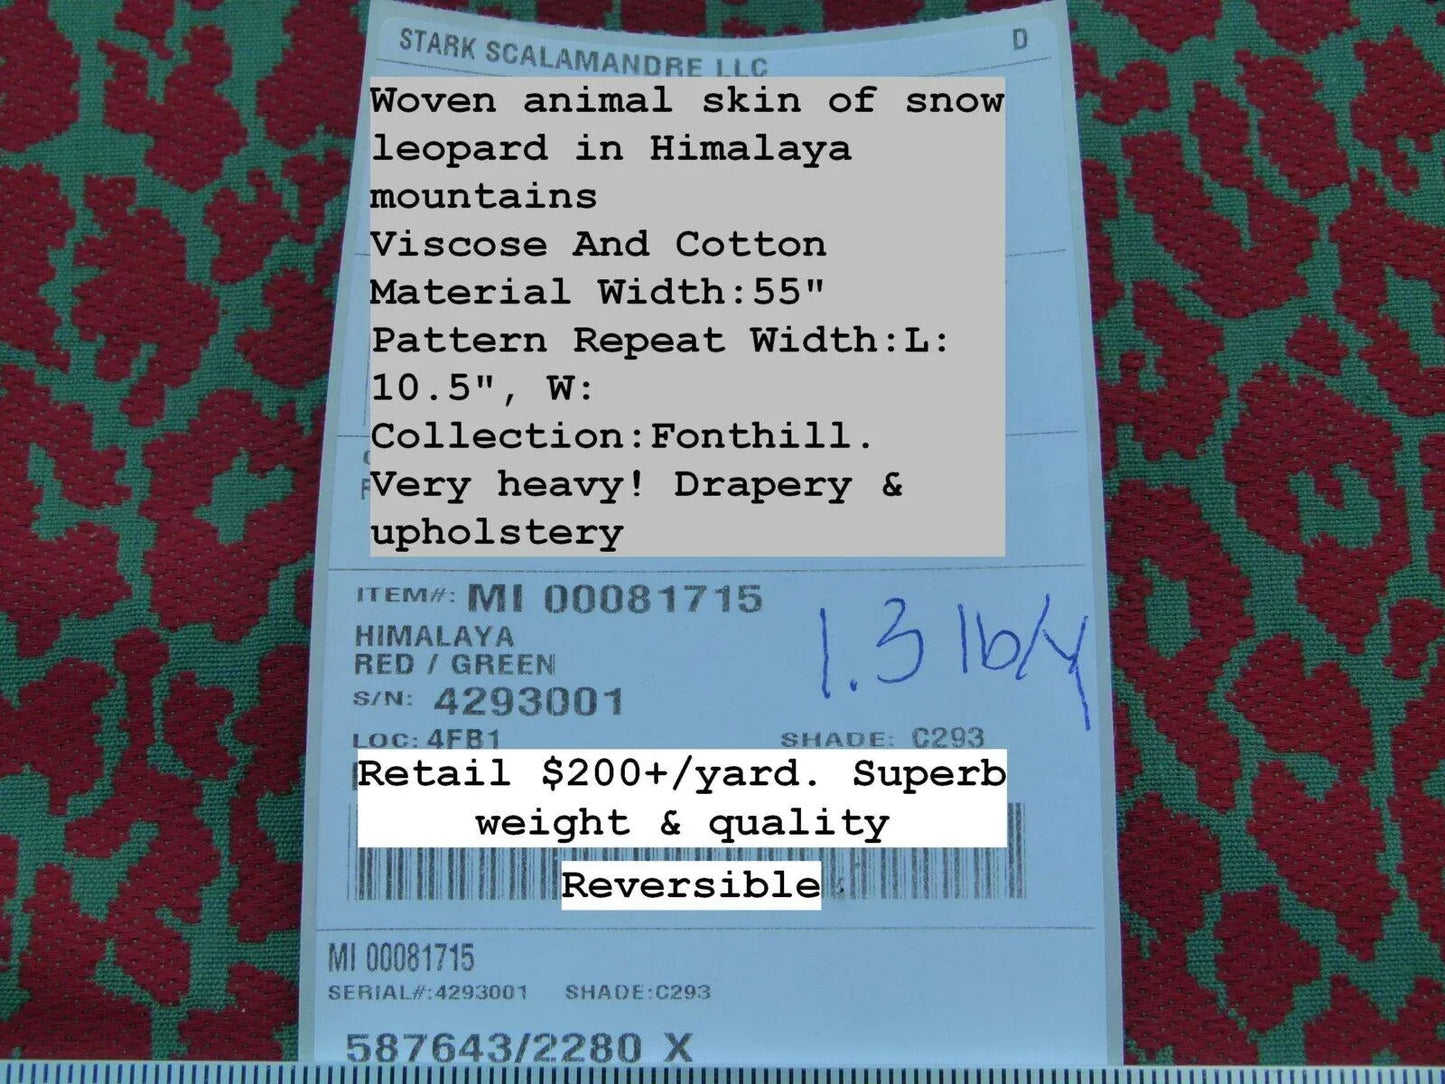 STARK SCALAMANDRE LLC D
Woven animal skin of snow
leopard in Himalaya
mountains
Viscose And Cotton
Material Width:55"
Pattern Repeat Width:L:
10.5", W:
Collection:Fonthill.
Very heavy! Drapery &
upholstery
ITEM#: MI 00081715
HIMALAYA
RED / GREEN
S/N: 4293001
1.3 lb/y
LOC: 4FB1 SHADE: C293
Retail $200+/yard. Superb
weight & quality
Reversible
MI 00081715
SERIAL#:4293001 SHADE:C293
587643/2280 X